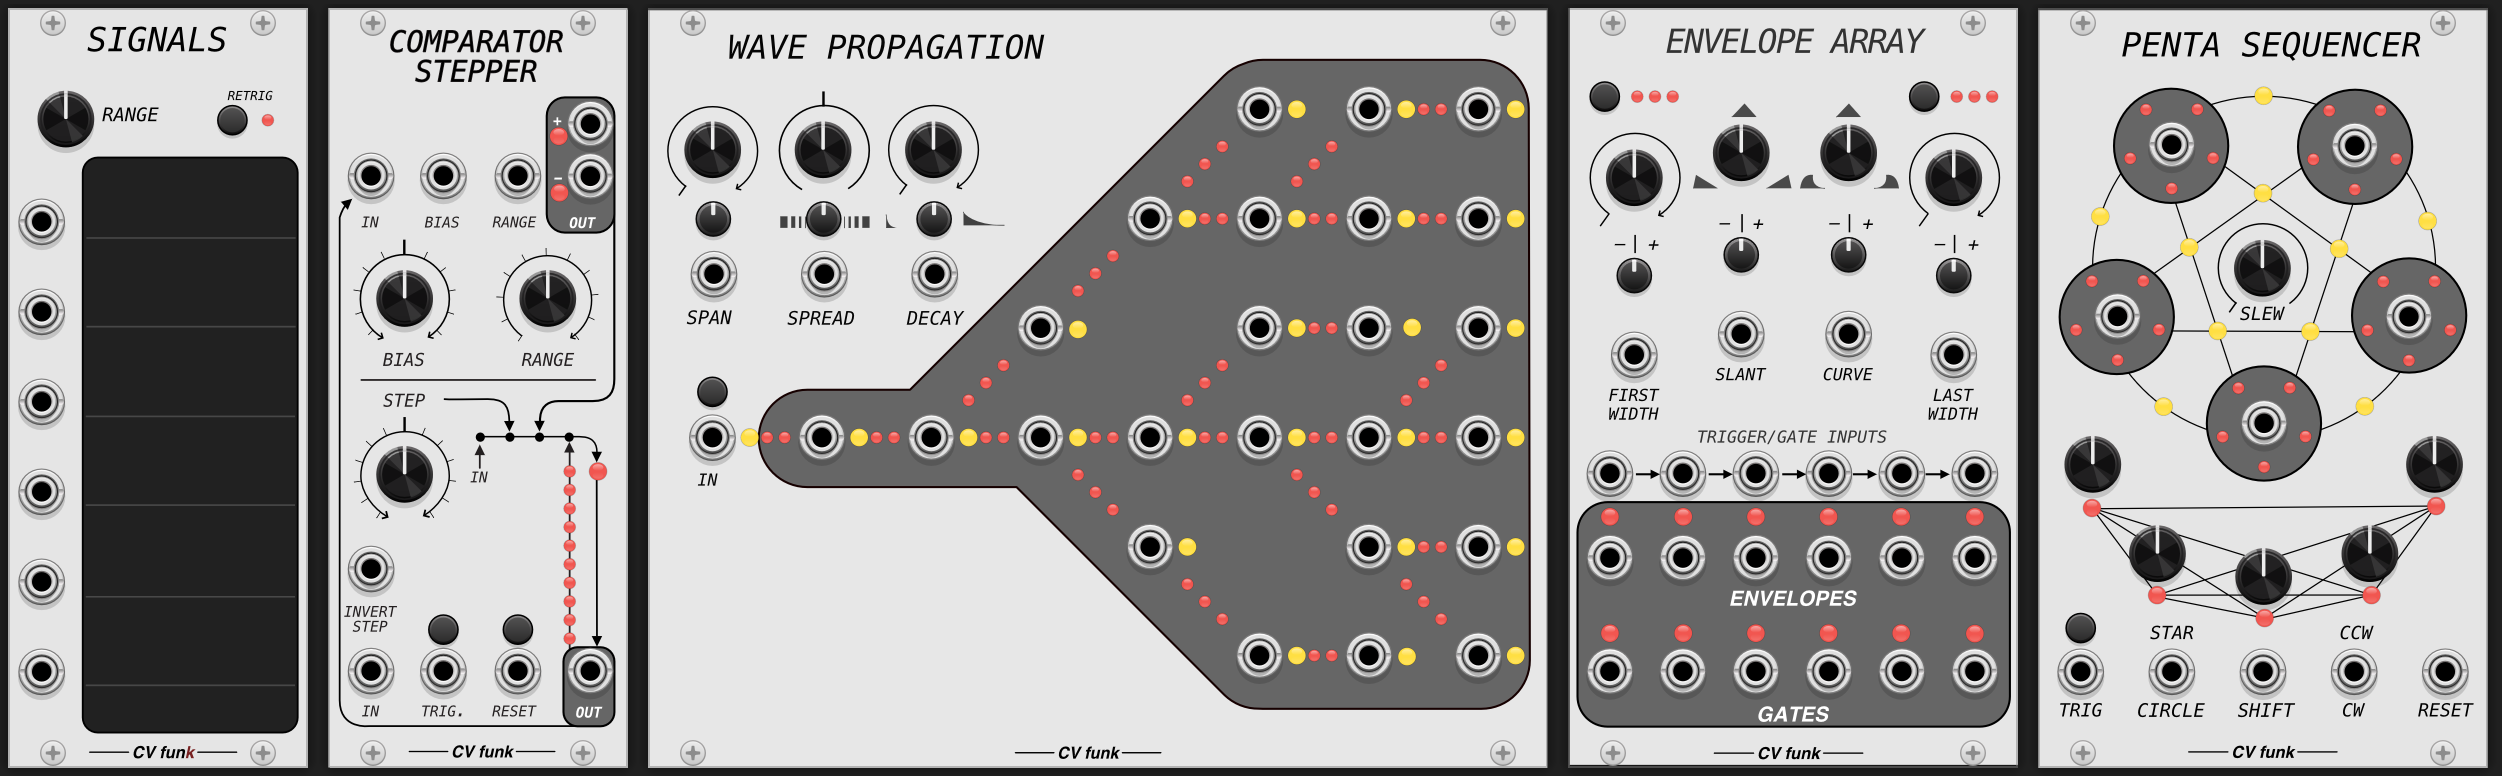 SIGNALS
RETRIG
RANGE
CV funk
COMPARATOR
STEPPER
+
−
IN
BIAS
RANGE
OUT
BIAS
RANGE
STEP
IN
INVERT
STEP
IN
TRIG.
RESET
OUT
CV funk
WAVE PROPAGATION
SPAN
SPREAD
DECAY
IN
CV funk
ENVELOPE ARRAY
− | +
− | +
− | +
− | +
SLANT
CURVE
FIRST
WIDTH
LAST
WIDTH
TRIGGER/GATE INPUTS
ENVELOPES
GATES
CV funk
PENTA SEQUENCER
SLEW
STAR
CCW
TRIG
CIRCLE
SHIFT
CW
RESET
CV funk